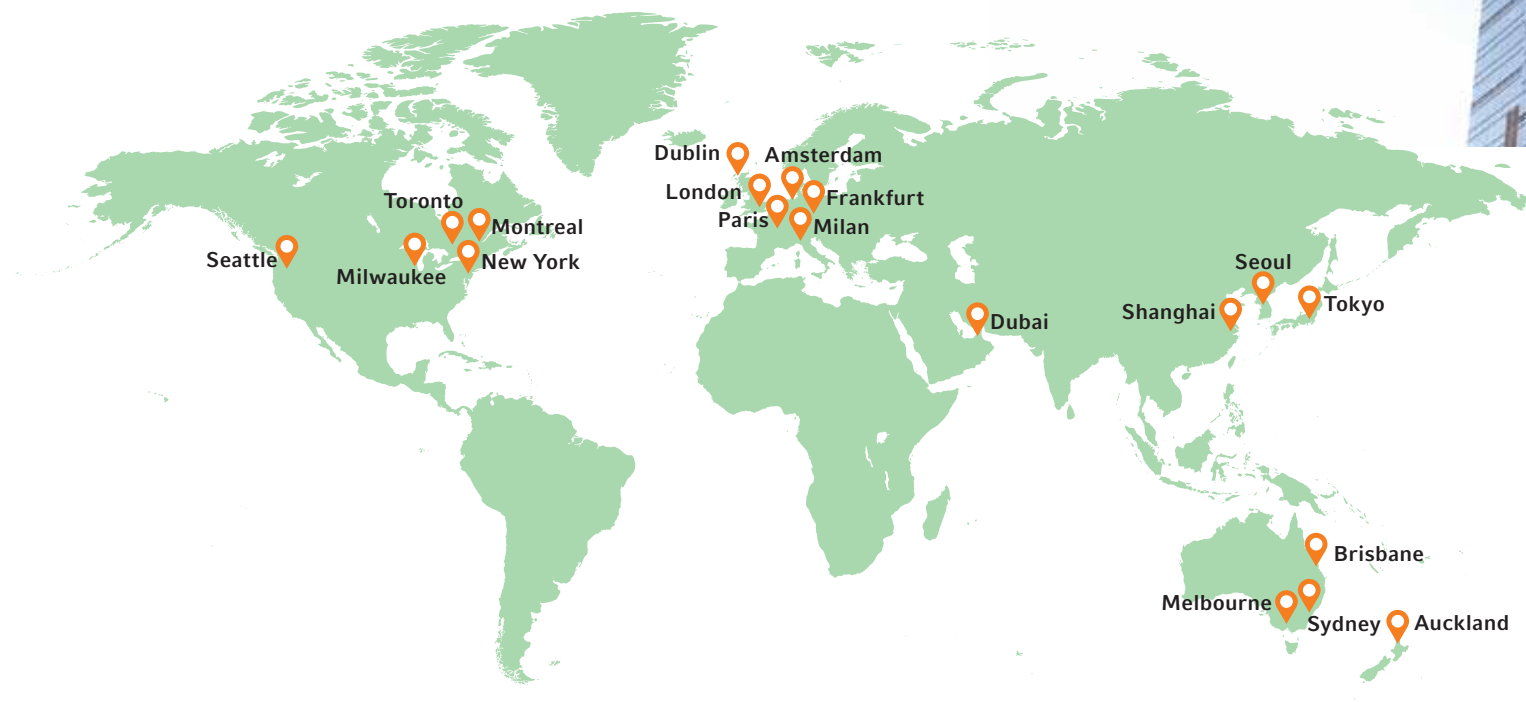 Dublin
Amsterdam
London
Frankfurt
Paris
Milan
Toronto
Montreal
Seattle
New York
Milwaukee
Seoul
Shanghai
Tokyo
Dubai
Brisbane
Melbourne
Sydney
Auckland